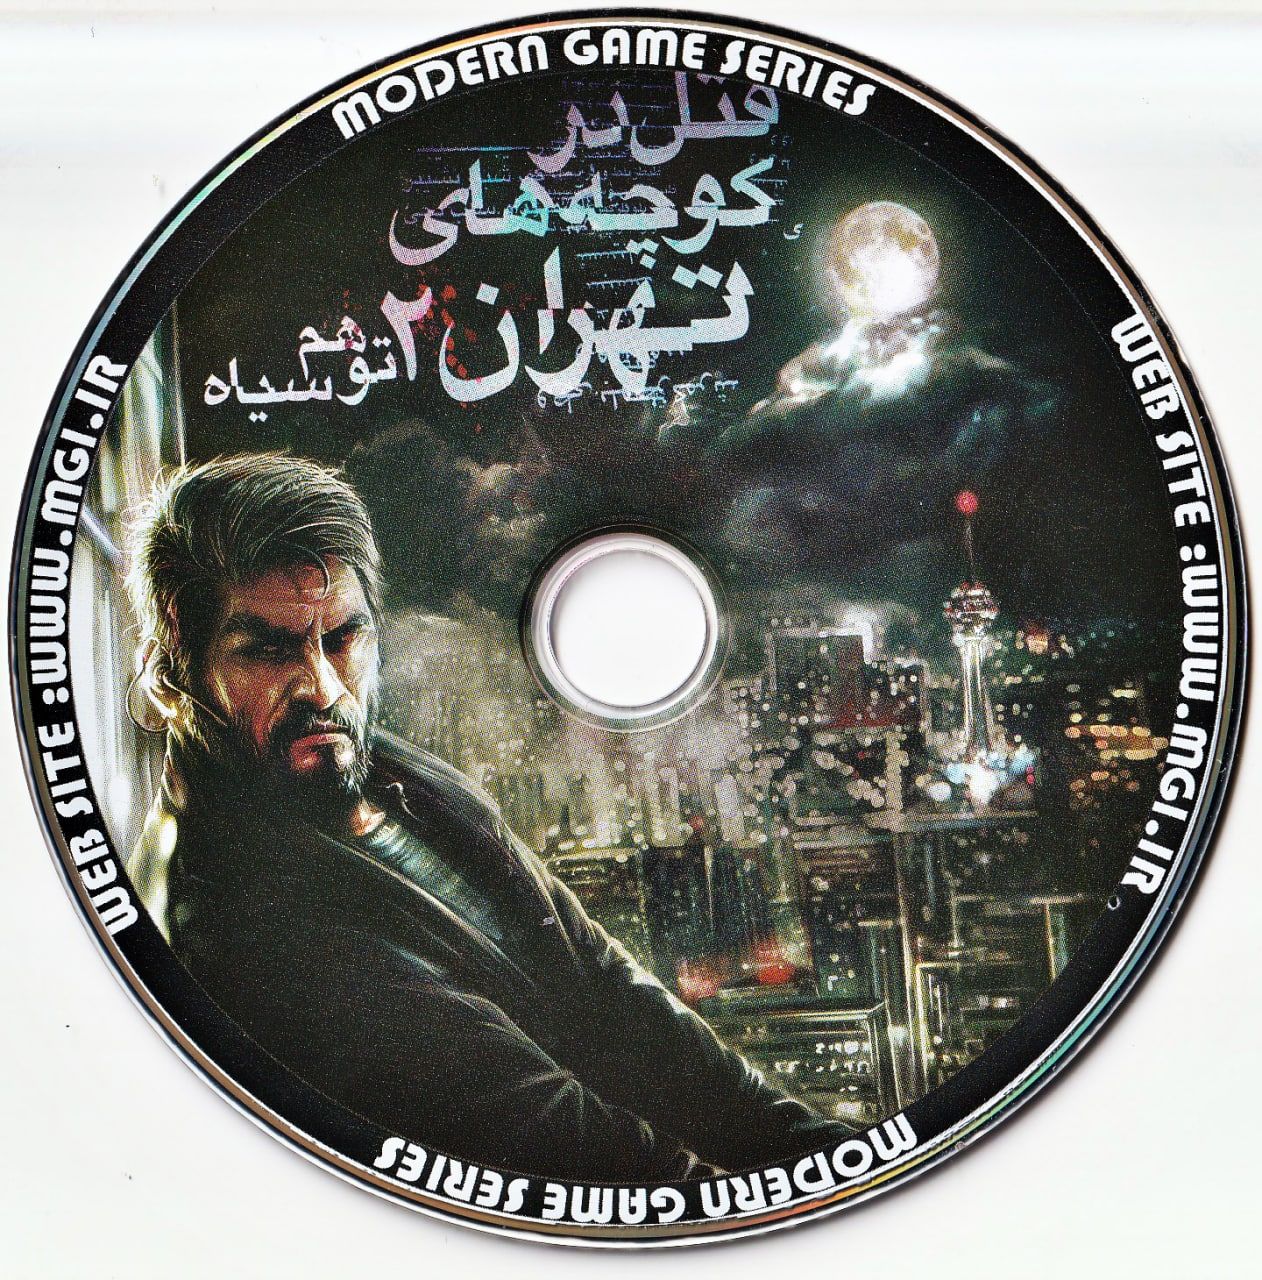 MODERN GAME SERIES
قتل در
کوچه‌های
تهران ۲
توهم سیاه
WEB SITE :WWW.MGI.IR
WEB SITE :WWW.MGI.IR
MODERN GAME SERIES